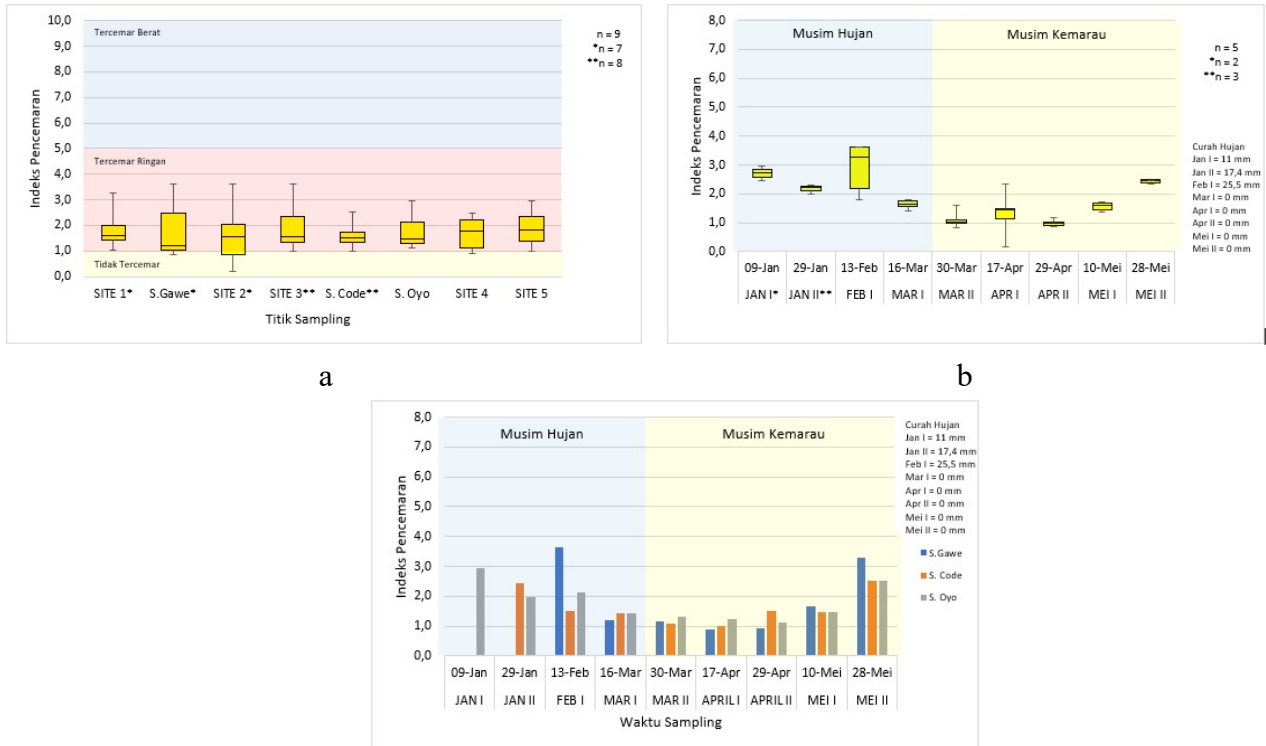 10,0
9,0
8,0
7,0
6,0
5,0
4,0
3,0
2,0
1,0
0,0
Indeks Pencemaran
Tercemar Berat
Tercemar Ringan
Tidak Tercemar
n = 9
*n = 7
**n = 8
SITE 1* S.Gawe* SITE 2* SITE 3** S. Code** S. Oyo SITE 4 SITE 5
Titik Sampling
a
8,0
7,0
6,0
5,0
4,0
3,0
2,0
1,0
0,0
Indeks Pencemaran
Musim Hujan Musim Kemarau
n = 5
*n = 2
**n = 3
Curah Hujan
Jan I = 11 mm
Jan II = 17,4 mm
Feb I = 25,5 mm
Mar I = 0 mm
Apr I = 0 mm
Apr II = 0 mm
Mei I = 0 mm
Mei II = 0 mm
09-Jan 29-Jan 13-Feb 16-Mar 30-Mar 17-Apr 29-Apr 10-Mei 28-Mei
JAN I* JAN II** FEB I MAR I MAR II APR I APR II MEI I MEI II
b
8,0
7,0
6,0
5,0
4,0
3,0
2,0
1,0
0,0
Indeks Pencemaran
Musim Hujan Musim Kemarau
Curah Hujan
Jan I = 11 mm
Jan II = 17,4 mm
Feb I = 25,5 mm
Mar I = 0 mm
Apr I = 0 mm
Apr II = 0 mm
Mei I = 0 mm
Mei II = 0 mm
S.Gawe
S. Code
S. Oyo
09-Jan 29-Jan 13-Feb 16-Mar 30-Mar 17-Apr 29-Apr 10-Mei 28-Mei
JAN I JAN II FEB I MAR I MAR II APRIL I APRIL II MEI I MEI II
Waktu Sampling